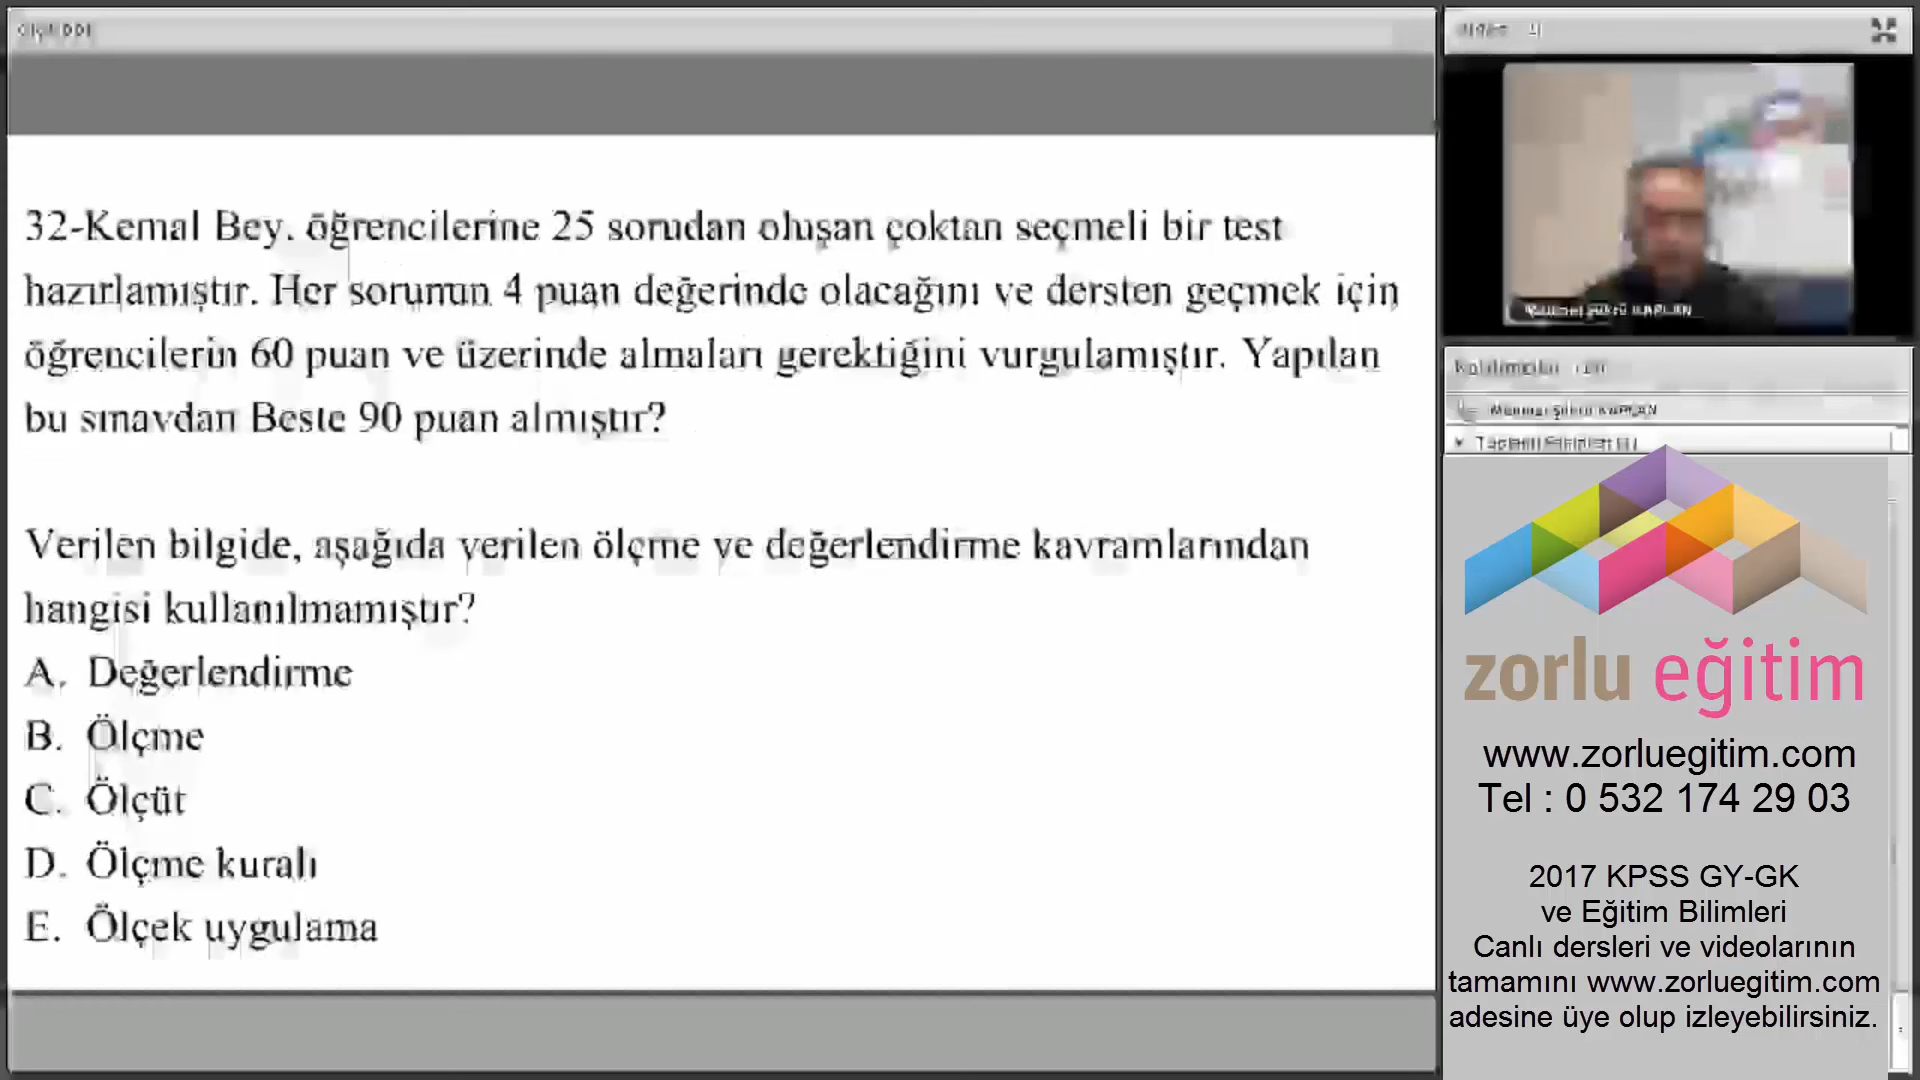 32-Kemal Bey. öğrencilerine 25 sorudan oluşan çoktan seçmeli bir test
hazırlamıştır. Her sorunun 4 puan değerinde olacağını ve dersten geçmek için
öğrencilerin 60 puan ve üzerinde almaları gerektiğini vurgulamıştır. Yapılan
bu sınavdan Beste 90 puan almıştır?
Verilen bilgide, aşağıda verilen ölçme ve değerlendirme kavramlarından
hangisi kullanılmamıştır?
A. Değerlendirme
B. Ölçme
C. Ölçüt
D. Ölçme kuralı
E. Ölçek uygulama
KAPLAN
Katılımcılar
KAPLAN
zorlu eğitim
www.zorluegitim.com
Tel : 0 532 174 29 03
2017 KPSS GY-GK
ve Eğitim Bilimleri
Canlı dersleri ve videolarının
tamamını www.zorluegitim.com
adesine üye olup izleyebilirsiniz.